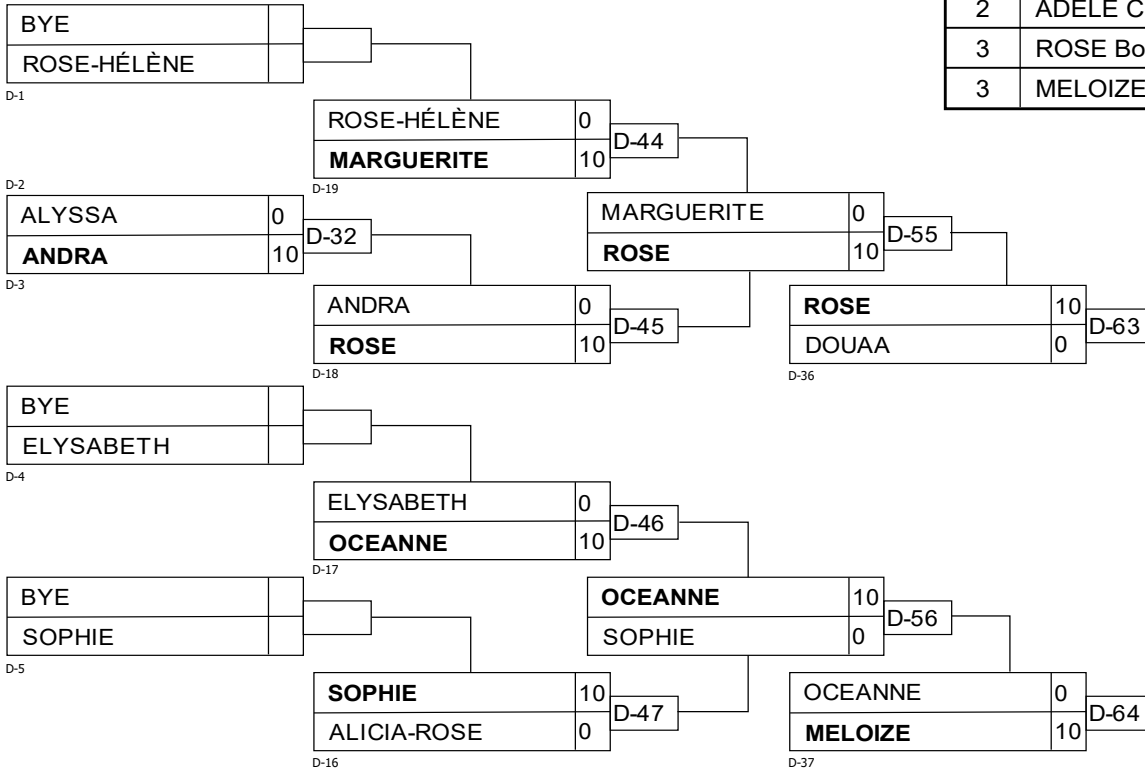 BYE
ROSE-HÉLÈNE
D-1
2 ADELE C
3 ROSE Bo
3 MELOIZE
ROSE-HÉLÈNE 0
MARGUERITE 10
D-44
D-19
D-2
ALYSSA 0
ANDRA 10
D-32
D-3
MARGUERITE 0
ROSE 10
D-55
ANDRA 0
ROSE 10
D-45
D-18
ROSE 10
DOUAA 0
D-63
D-36
BYE
ELYSABETH
D-4
ELYSABETH 0
OCEANNE 10
D-46
D-17
BYE
SOPHIE
D-5
OCEANNE 10
SOPHIE 0
D-56
SOPHIE 10
ALICIA-ROSE 0
D-47
D-16
OCEANNE 0
MELOIZE 10
D-64
D-37